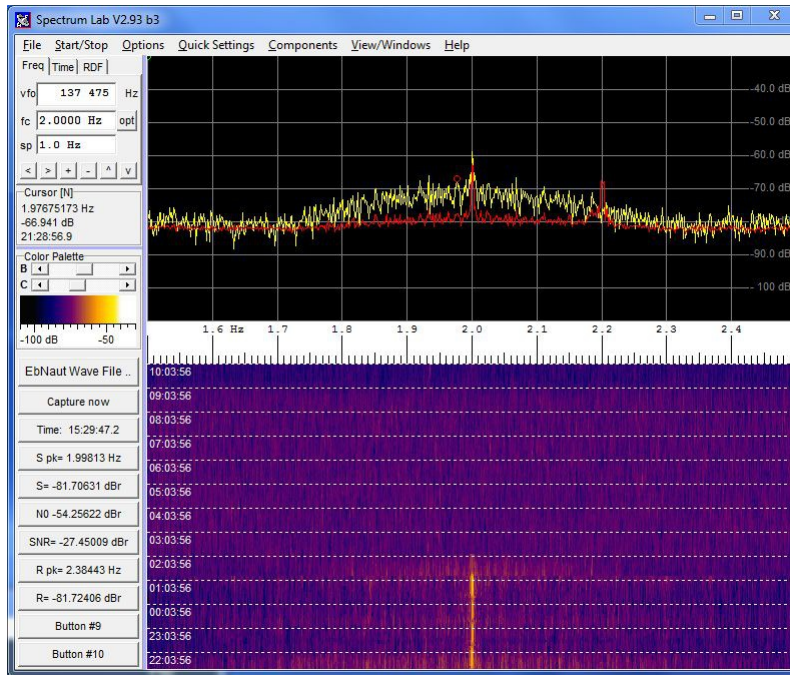 Spectrum Lab V2.93 b3
File Start/Stop Options Quick Settings Components View/Windows Help
Freq Time RDF
vfo 137 475 Hz
fc 2.0000 Hz opt
sp 1.0 Hz
< > + - ^ v
Cursor [N]
1.97675173 Hz
-66.941 dB
21:28:56.9
Color Palette
B
C
-100 dB -50
EbNaut Wave File ..
Capture now
Time: 15:29:47.2
S pk= 1.99813 Hz
S= -81.70631 dBr
N0 -54.25622 dBr
SNR= -27.45009 dBr
R pk= 2.38443 Hz
R= -81.72406 dBr
Button #9
Button #10
-40.0 dB
-50.0 dB
-60.0 dB
-70.0 dB
-80.0 dB
-90.0 dB
- 100 dB
1.6 Hz 1.7 1.8 1.9 2.0 2.1 2.2 2.3 2.4
10:03:56
09:03:56
08:03:56
07:03:56
06:03:56
05:03:56
04:03:56
03:03:56
02:03:56
01:03:56
00:03:56
23:03:56
22:03:56